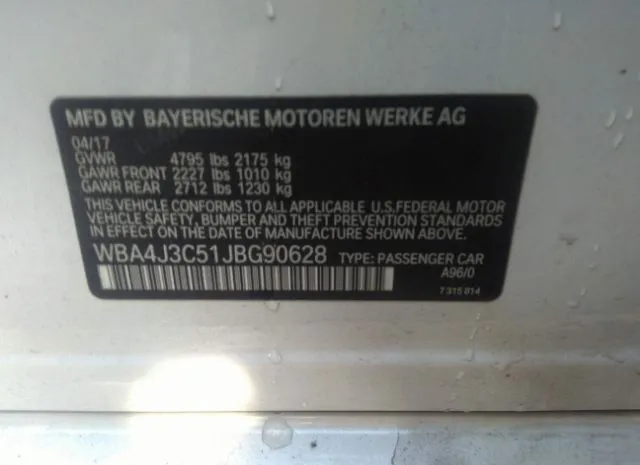 MFD BY BAYERISCHE MOTOREN WERKE AG
04/17
GVWR 4795 lbs 2175 kg
GAWR FRONT 2227 lbs 1010 kg
GAWR REAR 2712 lbs 1230 kg
THIS VEHICLE CONFORMS TO ALL APPLICABLE U.S.FEDERAL MOTOR
VEHICLE SAFETY, BUMPER AND THEFT PREVENTION STANDARDS IN
EFFECT ON THE DATE OF MANUFACTURE SHOWN ABOVE.
WBA4J3C51JBG90628 TYPE: PASSENGER CAR
A96/0
7 315 814